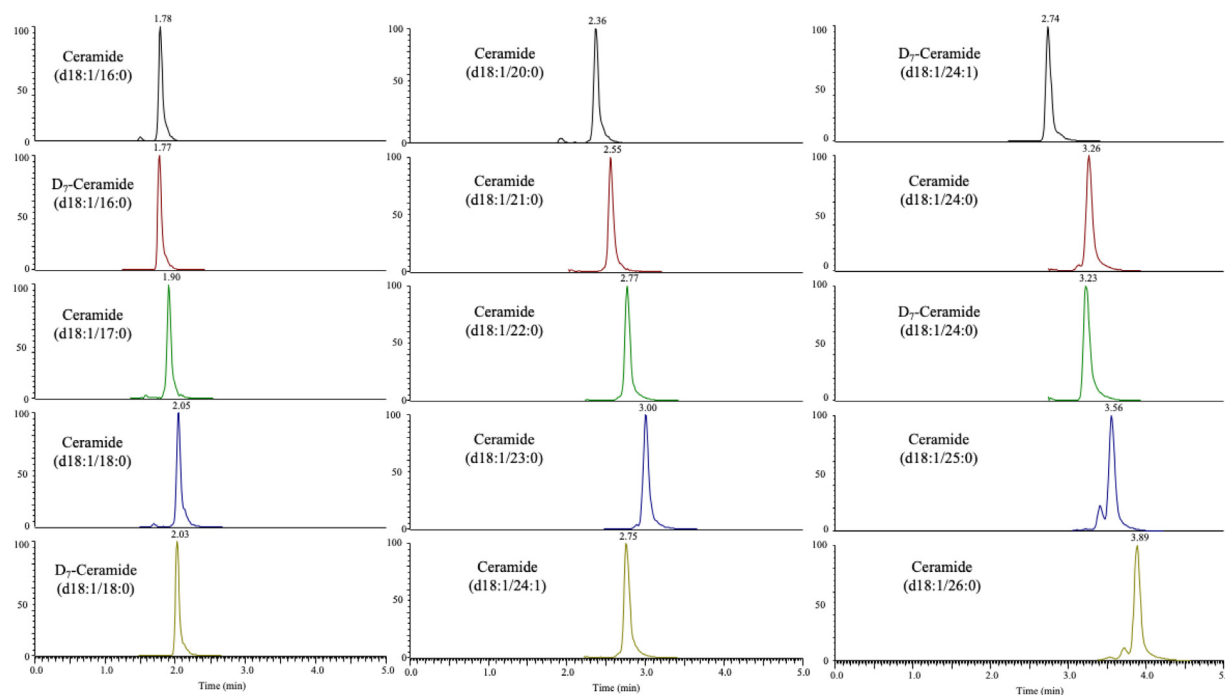 1.78
100
50
0
Ceramide
(d18:1/16:0)
1.77
100
50
0
D₇-Ceramide
(d18:1/16:0)
1.90
100
50
0
Ceramide
(d18:1/17:0)
2.05
100
50
0
Ceramide
(d18:1/18:0)
2.03
100
50
0
D₇-Ceramide
(d18:1/18:0)
0.0 1.0 2.0 3.0 4.0 5.0
Time (min)
2.36
100
50
0
Ceramide
(d18:1/20:0)
2.55
100
50
0
Ceramide
(d18:1/21:0)
2.77
100
50
0
Ceramide
(d18:1/22:0)
3.00
100
50
0
Ceramide
(d18:1/23:0)
2.75
100
50
0
Ceramide
(d18:1/24:1)
0.0 1.0 2.0 3.0 4.0 5.0
Time (min)
2.74
100
50
0
D₇-Ceramide
(d18:1/24:1)
3.26
100
50
0
Ceramide
(d18:1/24:0)
3.23
100
50
0
D₇-Ceramide
(d18:1/24:0)
3.56
100
50
0
Ceramide
(d18:1/25:0)
3.89
100
50
0
Ceramide
(d18:1/26:0)
0.0 1.0 2.0 3.0 4.0 5.0
Time (min)